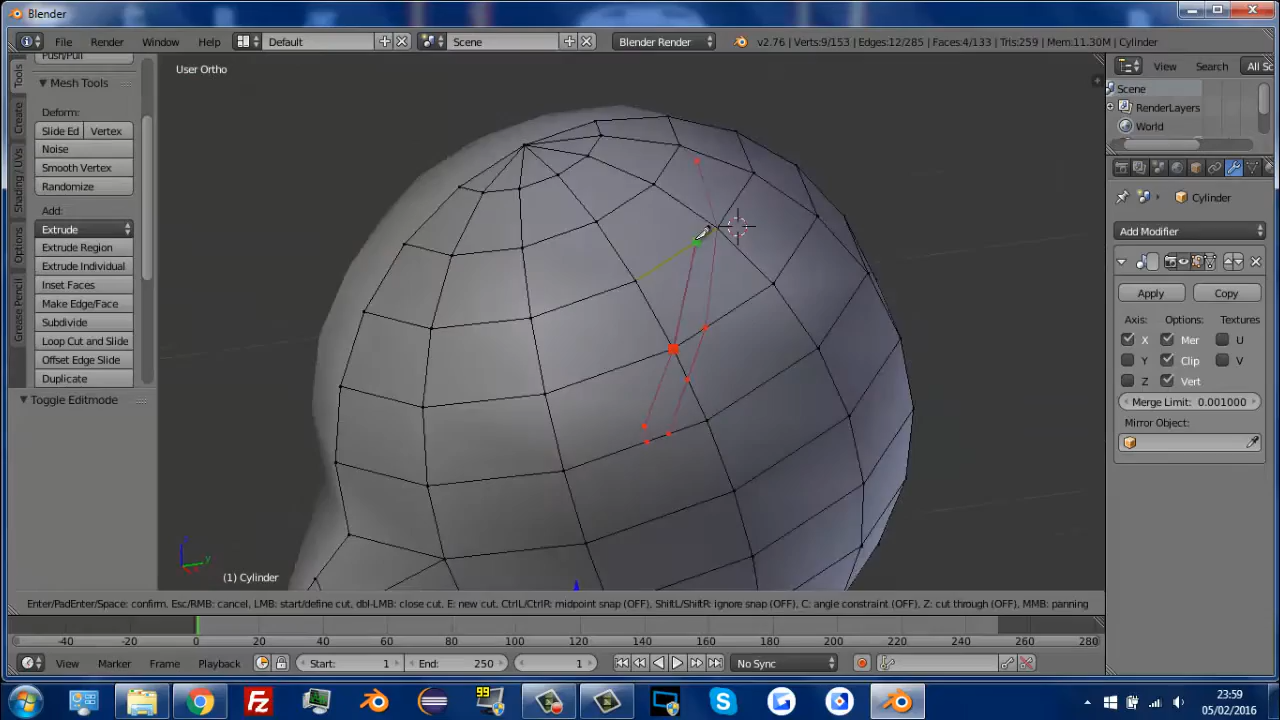 Blender
File Render Window Help Default Scene Blender Render v2.76 | Verts:9/153 | Edges:12/285 | Faces:4/133 | Tris:259 | Mem:11.30M | Cylinder
User Ortho
Push/Pull
Mesh Tools
Deform:
Slide Ed Vertex
Noise
Smooth Vertex
Randomize
Add:
Extrude
Extrude Region
Extrude Individual
Inset Faces
Make Edge/Face
Subdivide
Loop Cut and Slide
Offset Edge Slide
Duplicate
Toggle Editmode
Tools
Create
Shading / UVs
Options
Grease Pencil
View Search All Sc
Scene
RenderLayers
World
Cylinder
Add Modifier
Apply Copy
Axis: Options: Textures
X Mer U
Y Clip V
Z Vert
Merge Limit: 0.001000
Mirror Object:
z
y
(1) Cylinder
Enter/PadEnter/Space: confirm, Esc/RMB: cancel, LMB: start/define cut, dbl-LMB: close cut, E: new cut, CtrlL/CtrlR: midpoint snap (OFF), ShiftL/ShiftR: ignore snap (OFF), C: angle constraint (OFF), Z: cut through (OFF), MMB: panning
-40 -20 0 20 40 60 80 100 120 140 160 180 200 220 240 260 280
View Marker Frame Playback Start: 1 End: 250 1 No Sync
99
23:59
05/02/2016